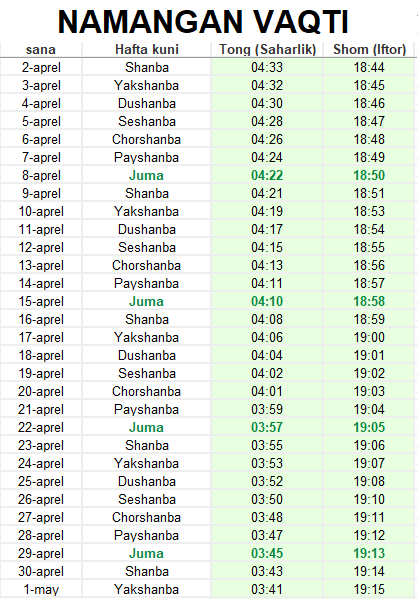 NAMANGAN VAQTI
sana Hafta kuni Tong (Saharlik) Shom (Iftor)
2-aprel Shanba 04:33 18:44
3-aprel Yakshanba 04:32 18:45
4-aprel Dushanba 04:30 18:46
5-aprel Seshanba 04:28 18:47
6-aprel Chorshanba 04:26 18:48
7-aprel Payshanba 04:24 18:49
8-aprel Juma 04:22 18:50
9-aprel Shanba 04:21 18:51
10-aprel Yakshanba 04:19 18:53
11-aprel Dushanba 04:17 18:54
12-aprel Seshanba 04:15 18:55
13-aprel Chorshanba 04:13 18:56
14-aprel Payshanba 04:11 18:57
15-aprel Juma 04:10 18:58
16-aprel Shanba 04:08 18:59
17-aprel Yakshanba 04:06 19:00
18-aprel Dushanba 04:04 19:01
19-aprel Seshanba 04:02 19:02
20-aprel Chorshanba 04:01 19:03
21-aprel Payshanba 03:59 19:04
22-aprel Juma 03:57 19:05
23-aprel Shanba 03:55 19:06
24-aprel Yakshanba 03:53 19:07
25-aprel Dushanba 03:52 19:08
26-aprel Seshanba 03:50 19:10
27-aprel Chorshanba 03:48 19:11
28-aprel Payshanba 03:47 19:12
29-aprel Juma 03:45 19:13
30-aprel Shanba 03:43 19:14
1-may Yakshanba 03:41 19:15